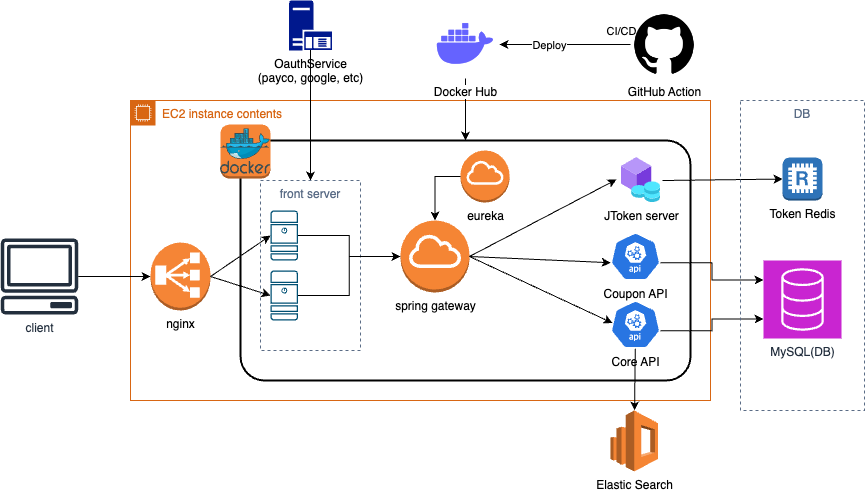 OauthService
(payco, google, etc)
Docker Hub
Deploy
CI/CD
GitHub Action
EC2 instance contents
docker
DB
front server
eureka
JToken server
R
Token Redis
client
nginx
spring gateway
api
Coupon API
api
Core API
MySQL(DB)
Elastic Search